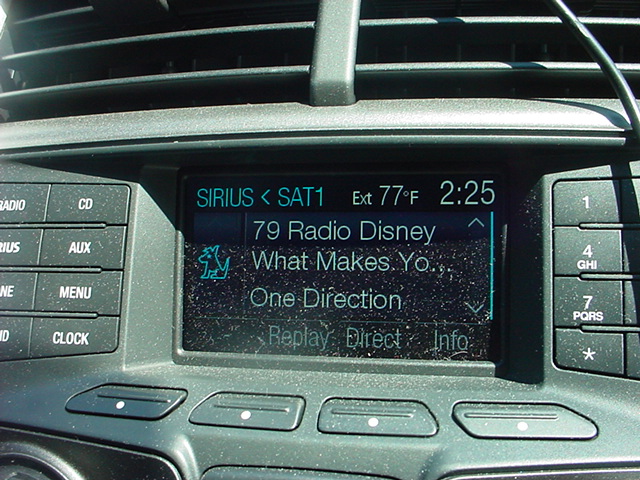 SIRIUS < SAT1 Ext 77°F 2:25
79 Radio Disney
What Makes Yo...
One Direction
Replay Direct Info
RADIO CD
AUX
MENU
CLOCK
1
4
GHI
7
PQRS
*